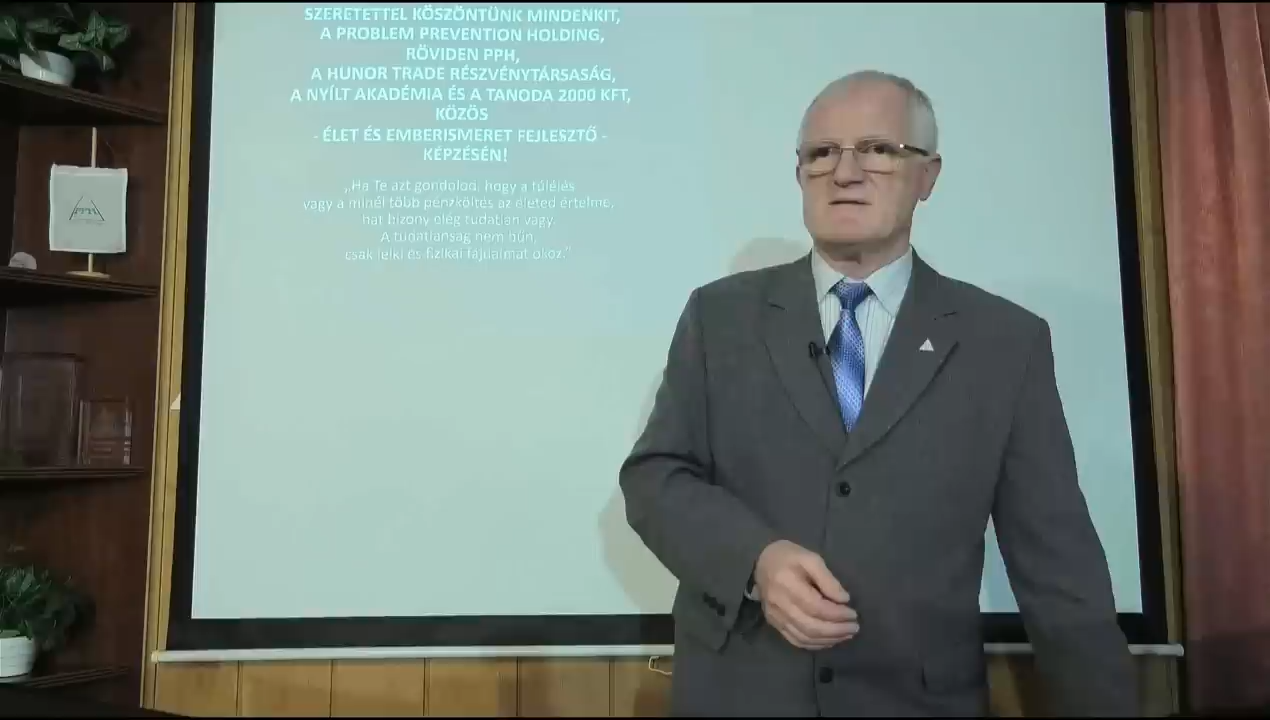 SZERETETTEL KÖSZÖNTÜNK MINDENKIT,
A PROBLEM PREVENTION HOLDING,
RÖVIDEN PPH,
A HUNOR TRADE RÉSZVÉNYTÁRSASÁG,
A NYÍLT AKADÉMIA ÉS A TANODA 2000 KFT,
KÖZÖS
- ÉLET ÉS EMBERISMERET FEJLESZTŐ -
KÉPZÉSÉN!
„Ha Te azt gondolod, hogy a túlélés
vagy a minél több pénzköltés az életed értelme,
hát bizony elég tudatlan vagy.
A tudatlanság nem bűn,
csak lelki és fizikai fájdalmat okoz."